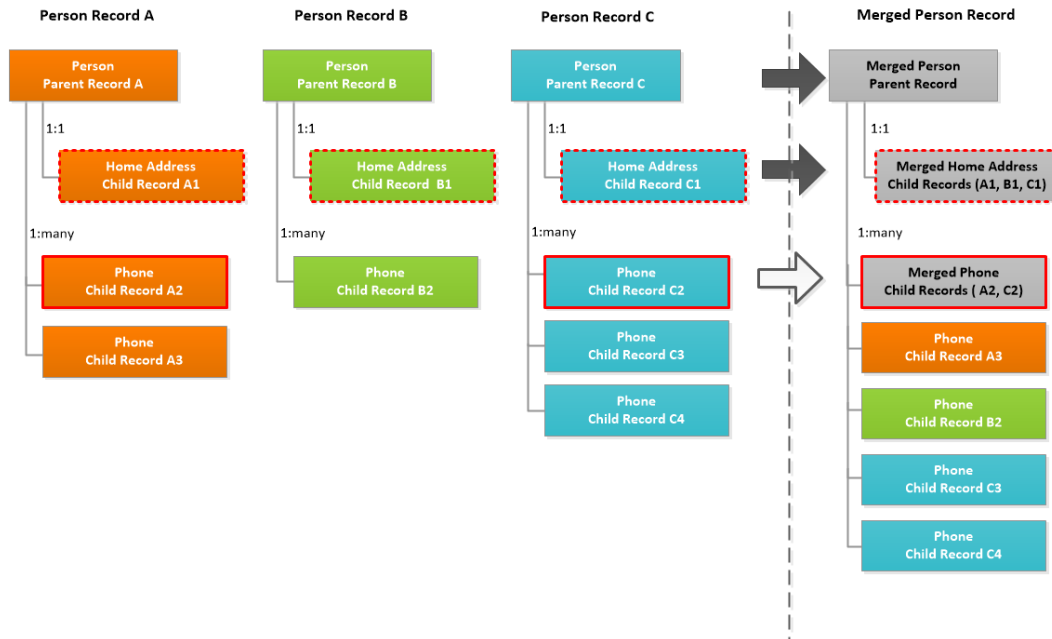 Person Record A
Person Record B
Person Record C
Merged Person Record
Person
Parent Record A
Person
Parent Record B
Person
Parent Record C
Merged Person
Parent Record
1:1
1:1
1:1
1:1
Home Address
Child Record A1
Home Address
Child Record  B1
Home Address
Child Record C1
Merged Home Address
Child Records (A1, B1, C1)
1:many
1:many
1:many
1:many
Phone
Child Record A2
Phone
Child Record B2
Phone
Child Record C2
Merged Phone
Child Records ( A2, C2)
Phone
Child Record A3
Phone
Child Record C3
Phone
Child Record A3
Phone
Child Record C4
Phone
Child Record B2
Phone
Child Record C3
Phone
Child Record C4